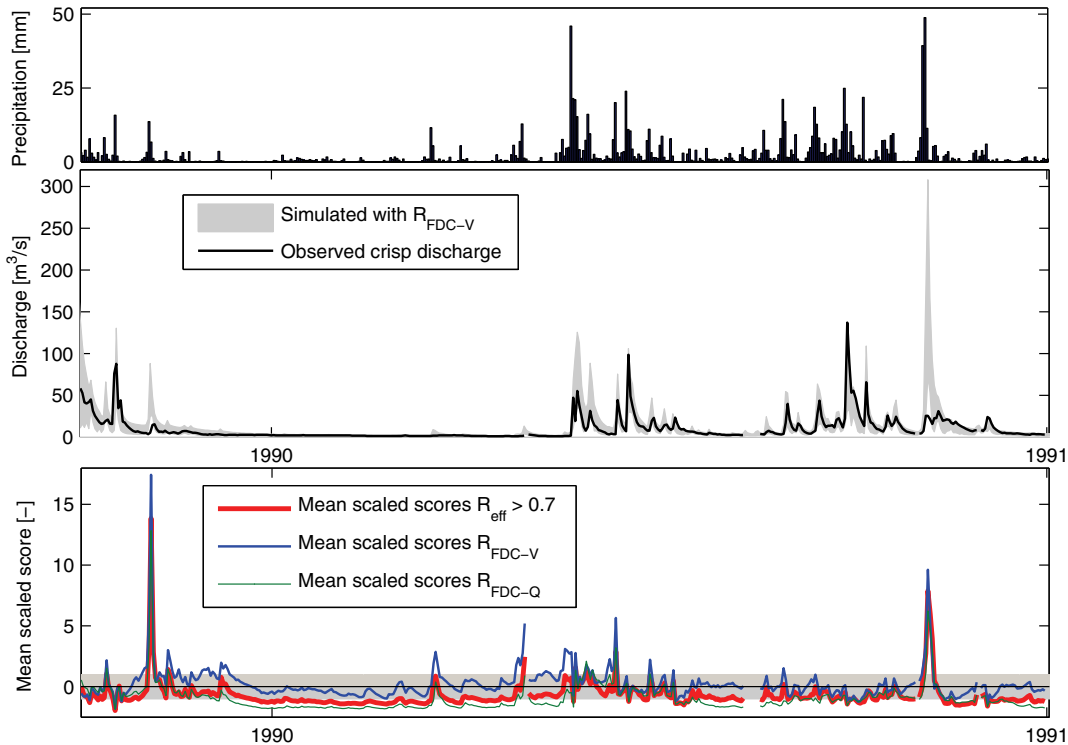 Precipitation [mm]
50
25
0
Discharge [m³/s]
300
250
200
150
100
50
0
Simulated with R_FDC−V
Observed crisp discharge
1990
1991
Mean scaled score [−]
15
10
5
0
Mean scaled scores R_eff > 0.7
Mean scaled scores R_FDC−V
Mean scaled scores R_FDC−Q
1990
1991